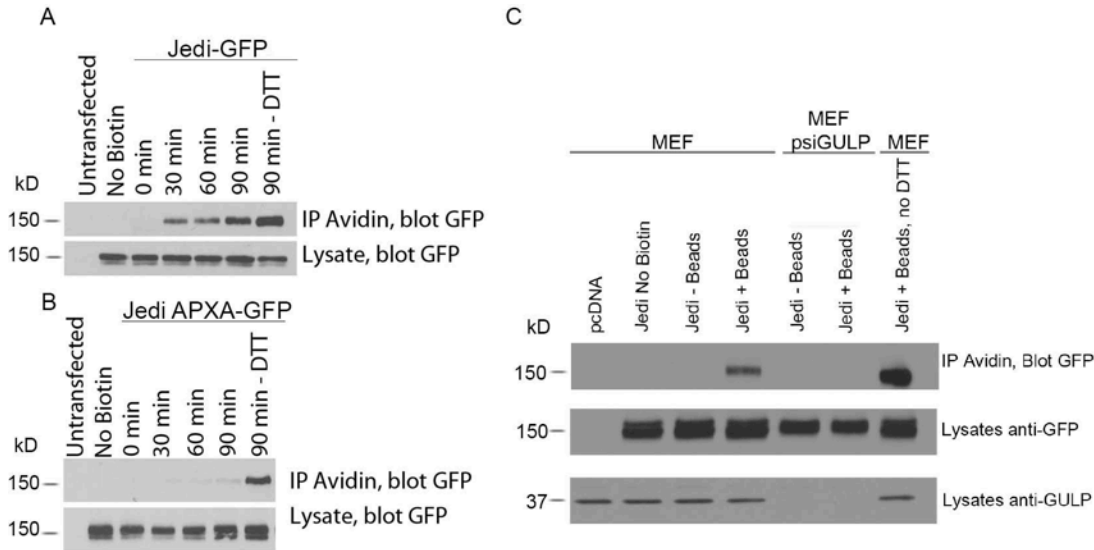 A
Jedi-GFP
Untransfected
No Biotin
0 min
30 min
60 min
90 min
90 min - DTT
kD
150
IP Avidin, blot GFP
150
Lysate, blot GFP
B
Jedi APXA-GFP
Untransfected
No Biotin
0 min
30 min
60 min
90 min
90 min - DTT
kD
150
IP Avidin, blot GFP
150
Lysate, blot GFP
C
MEF
MEF
psiGULP
MEF
pcDNA
Jedi No Biotin
Jedi - Beads
Jedi + Beads
Jedi - Beads
Jedi + Beads
Jedi + Beads, no DTT
kD
150
IP Avidin, Blot GFP
150
Lysates anti-GFP
37
Lysates anti-GULP